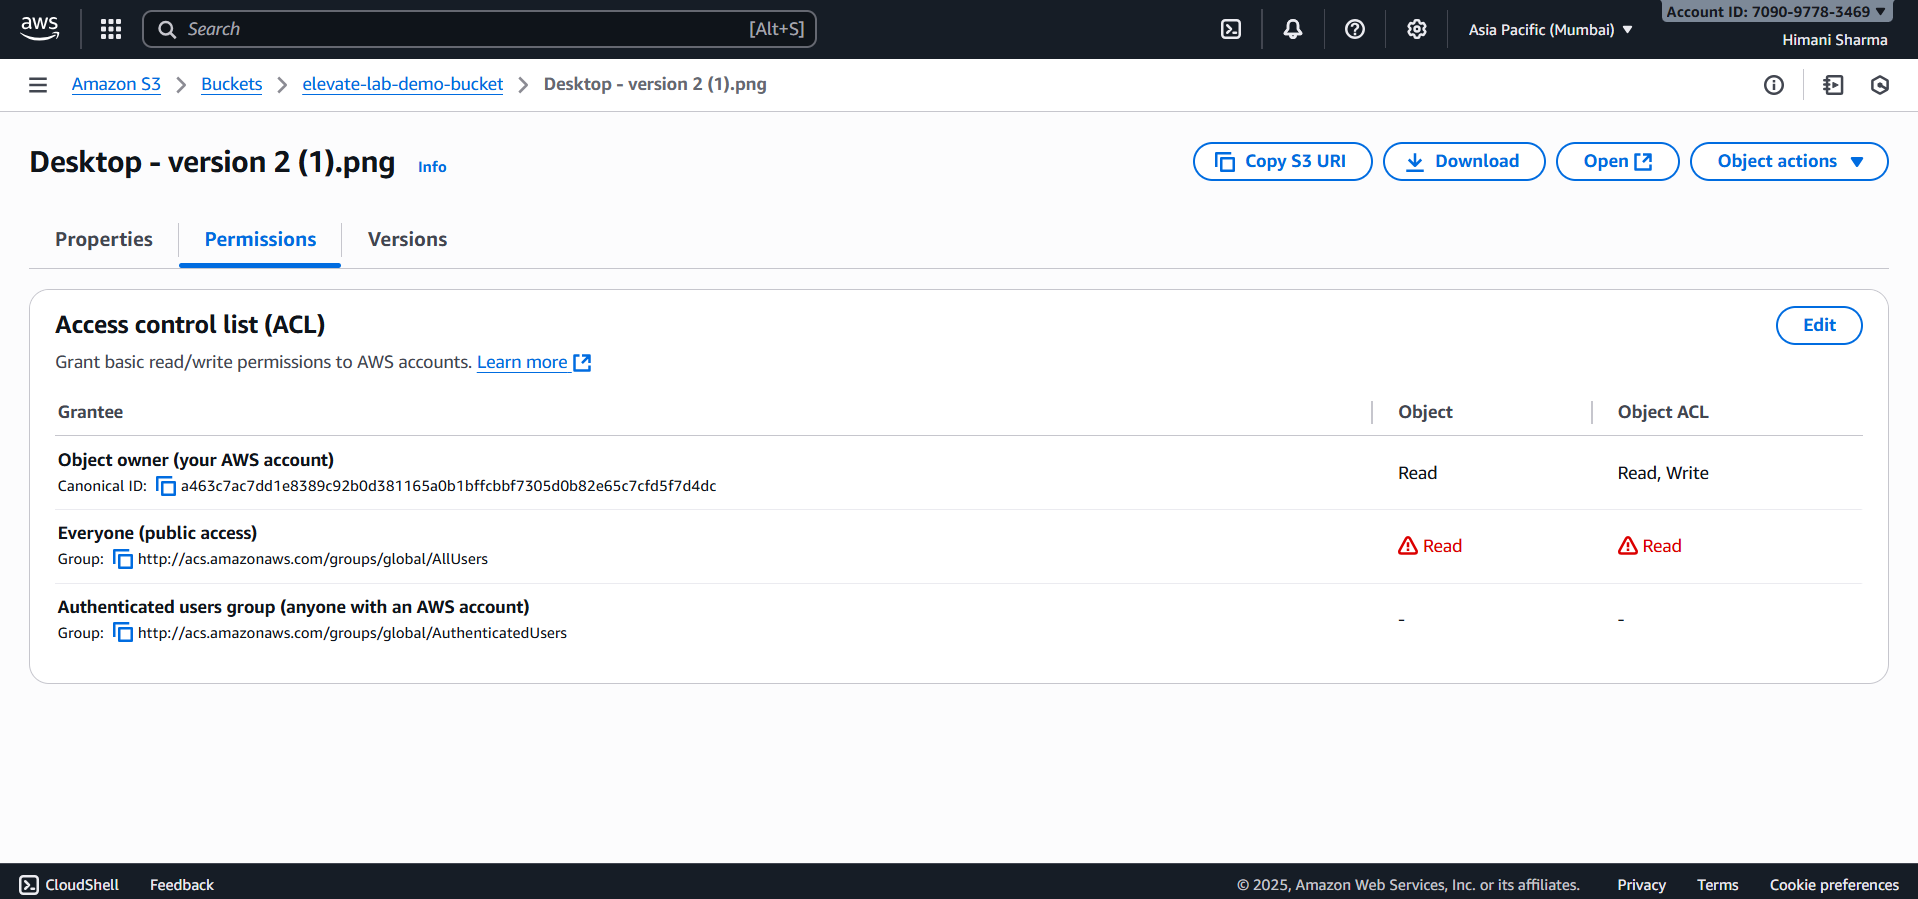 aws
Search [Alt+S]
Asia Pacific (Mumbai)
Account ID: 7090-9778-3469
Himani Sharma
Amazon S3 Buckets elevate-lab-demo-bucket Desktop - version 2 (1).png
Desktop - version 2 (1).png Info
Copy S3 URI Download Open Object actions
Properties Permissions Versions
Access control list (ACL)
Edit
Grant basic read/write permissions to AWS accounts. Learn more
Grantee Object Object ACL
Object owner (your AWS account)
Canonical ID: a463c7ac7dd1e8389c92b0d381165a0b1bffcbbf7305d0b82e65c7cfd5f7d4dc
Read Read, Write
Everyone (public access)
Group: http://acs.amazonaws.com/groups/global/AllUsers
Read Read
Authenticated users group (anyone with an AWS account)
Group: http://acs.amazonaws.com/groups/global/AuthenticatedUsers
- -
CloudShell Feedback © 2025, Amazon Web Services, Inc. or its affiliates. Privacy Terms Cookie preferences